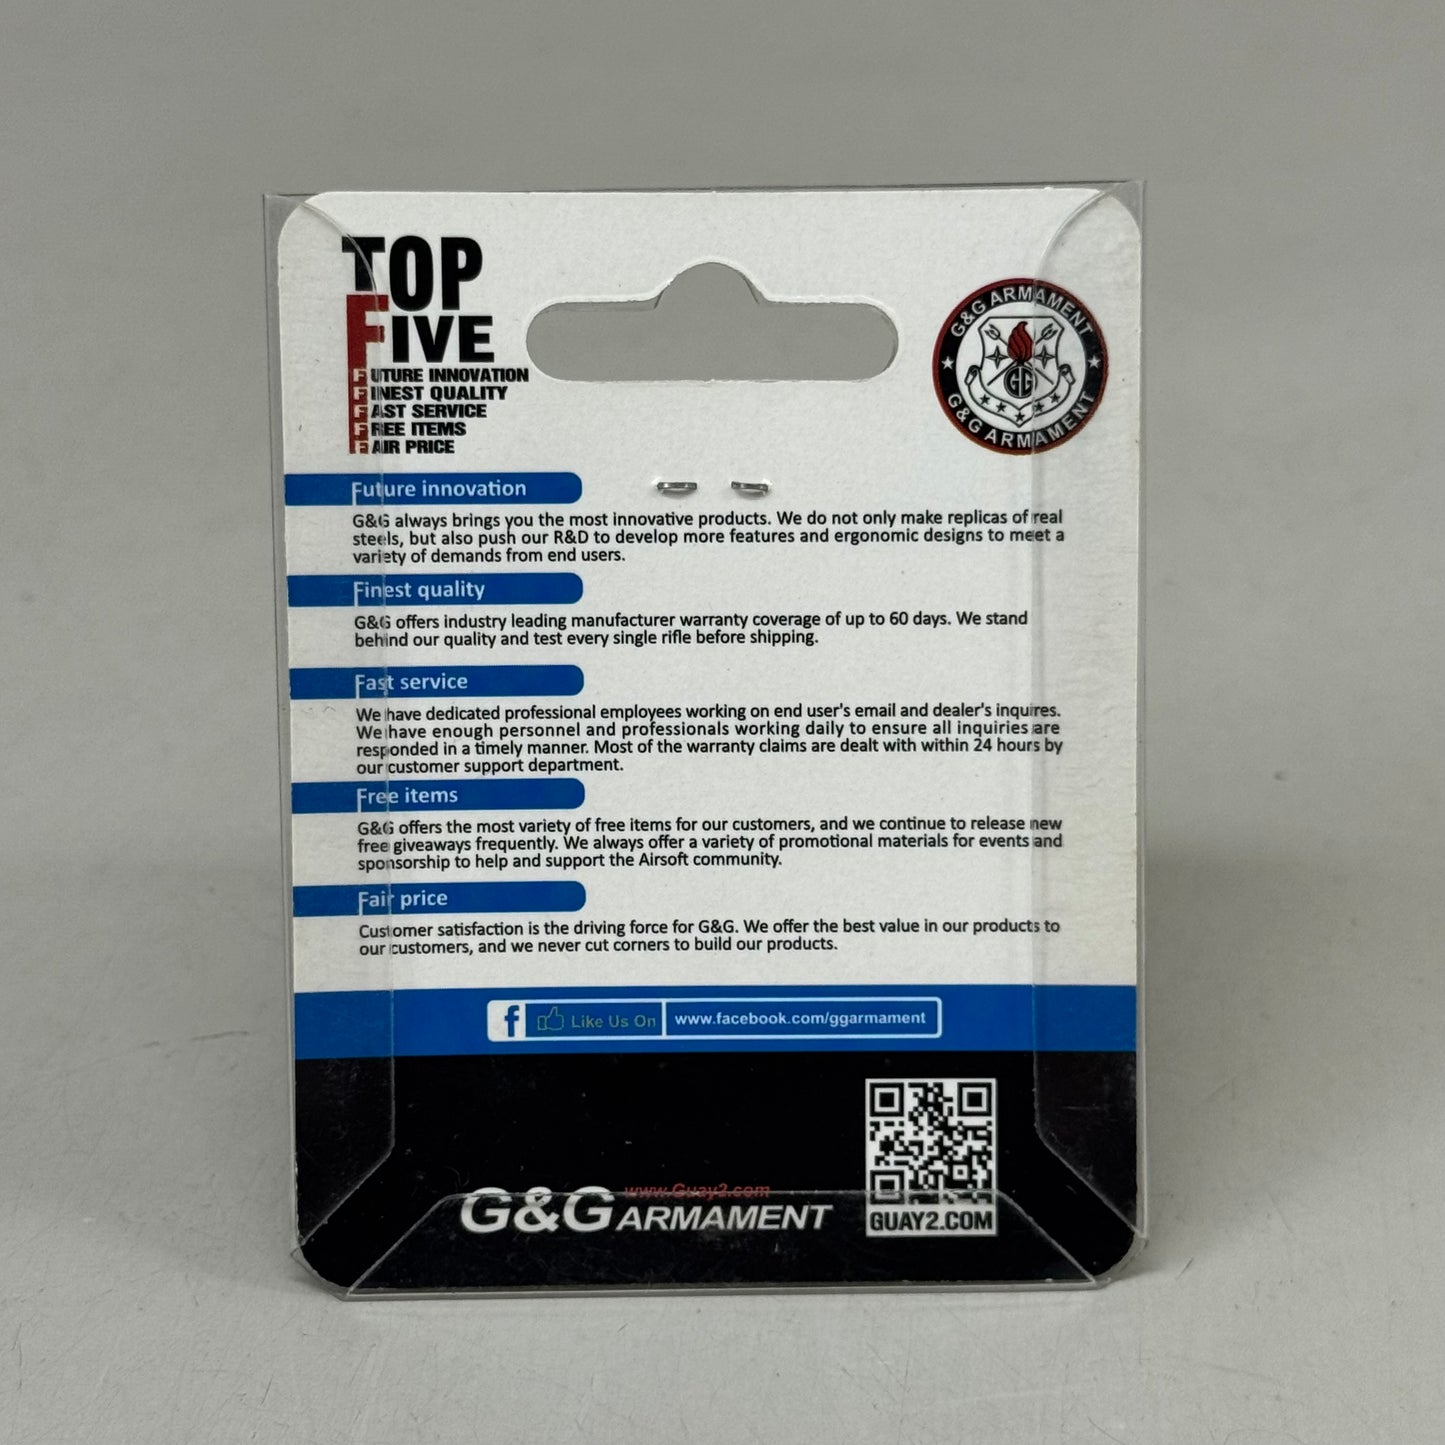 TOP
FIVE
FUTURE INNOVATION
FINEST QUALITY
FAST SERVICE
FREE ITEMS
FAIR PRICE
G&G ARMAMENT
GG
G&G ARMAMENT
Future innovation
G&G always brings you the most innovative products. We do not only make replicas of real
steels, but also push our R&D to develop more features and ergonomic designs to meet a
variety of demands from end users.
Finest quality
G&G offers industry leading manufacturer warranty coverage of up to 60 days. We stand
behind our quality and test every single rifle before shipping.
Fast service
We have dedicated professional employees working on end user's email and dealer's inquires.
We have enough personnel and professionals working daily to ensure all inquiries are
responded in a timely manner. Most of the warranty claims are dealt with within 24 hours by
our customer support department.
Free items
G&G offers the most variety of free items for our customers, and we continue to release new
free giveaways frequently. We always offer a variety of promotional materials for events and
sponsorship to help and support the Airsoft community.
Fair price
Customer satisfaction is the driving force for G&G. We offer the best value in our products to
our customers, and we never cut corners to build our products.
f Like Us On www.facebook.com/ggarmament
www.Guay2.com
G&G ARMAMENT
GUAY2.COM